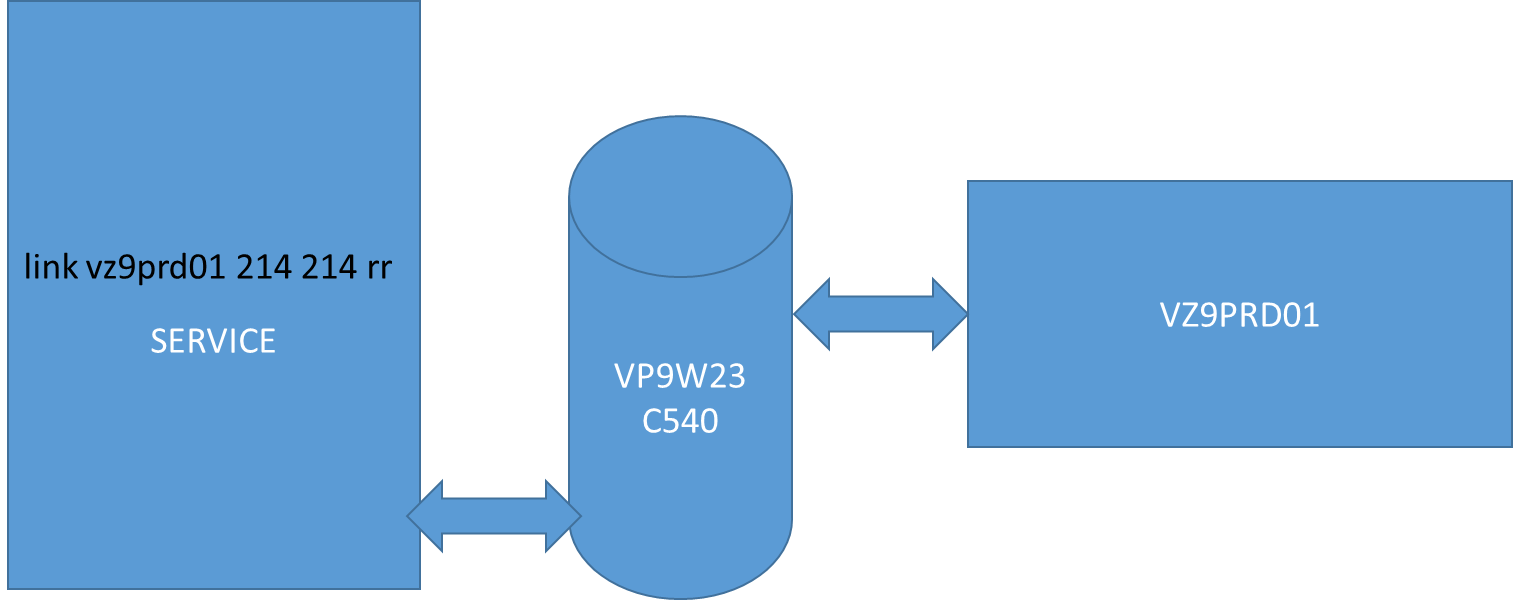 link vz9prd01 214 214 rr
SERVICE
VP9W23
C540
VZ9PRD01